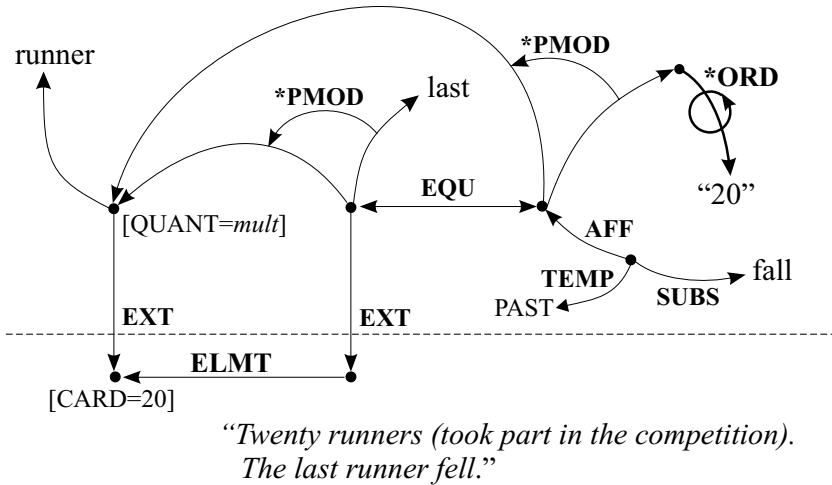 *PMOD
runner
*ORD
*PMOD
last
EQU
“20”
[QUANT=mult]
AFF
TEMP
fall
PAST
SUBS
EXT
EXT
ELMT
[CARD=20]
“Twenty runners (took part in the competition).
The last runner fell.”